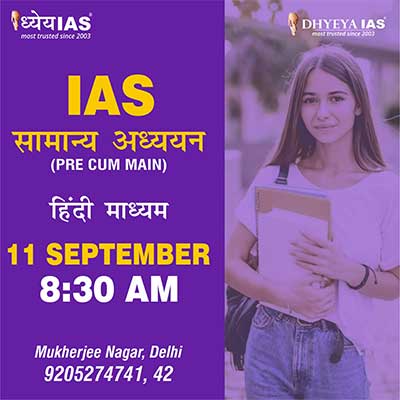 ध्येय IAS®
most trusted since 2003
DHYEYA IAS®
most trusted since 2003
IAS
सामान्य अध्ययन
(PRE CUM MAIN)
हिंदी माध्यम
11 SEPTEMBER
8:30 AM
Mukherjee Nagar, Delhi
9205274741, 42